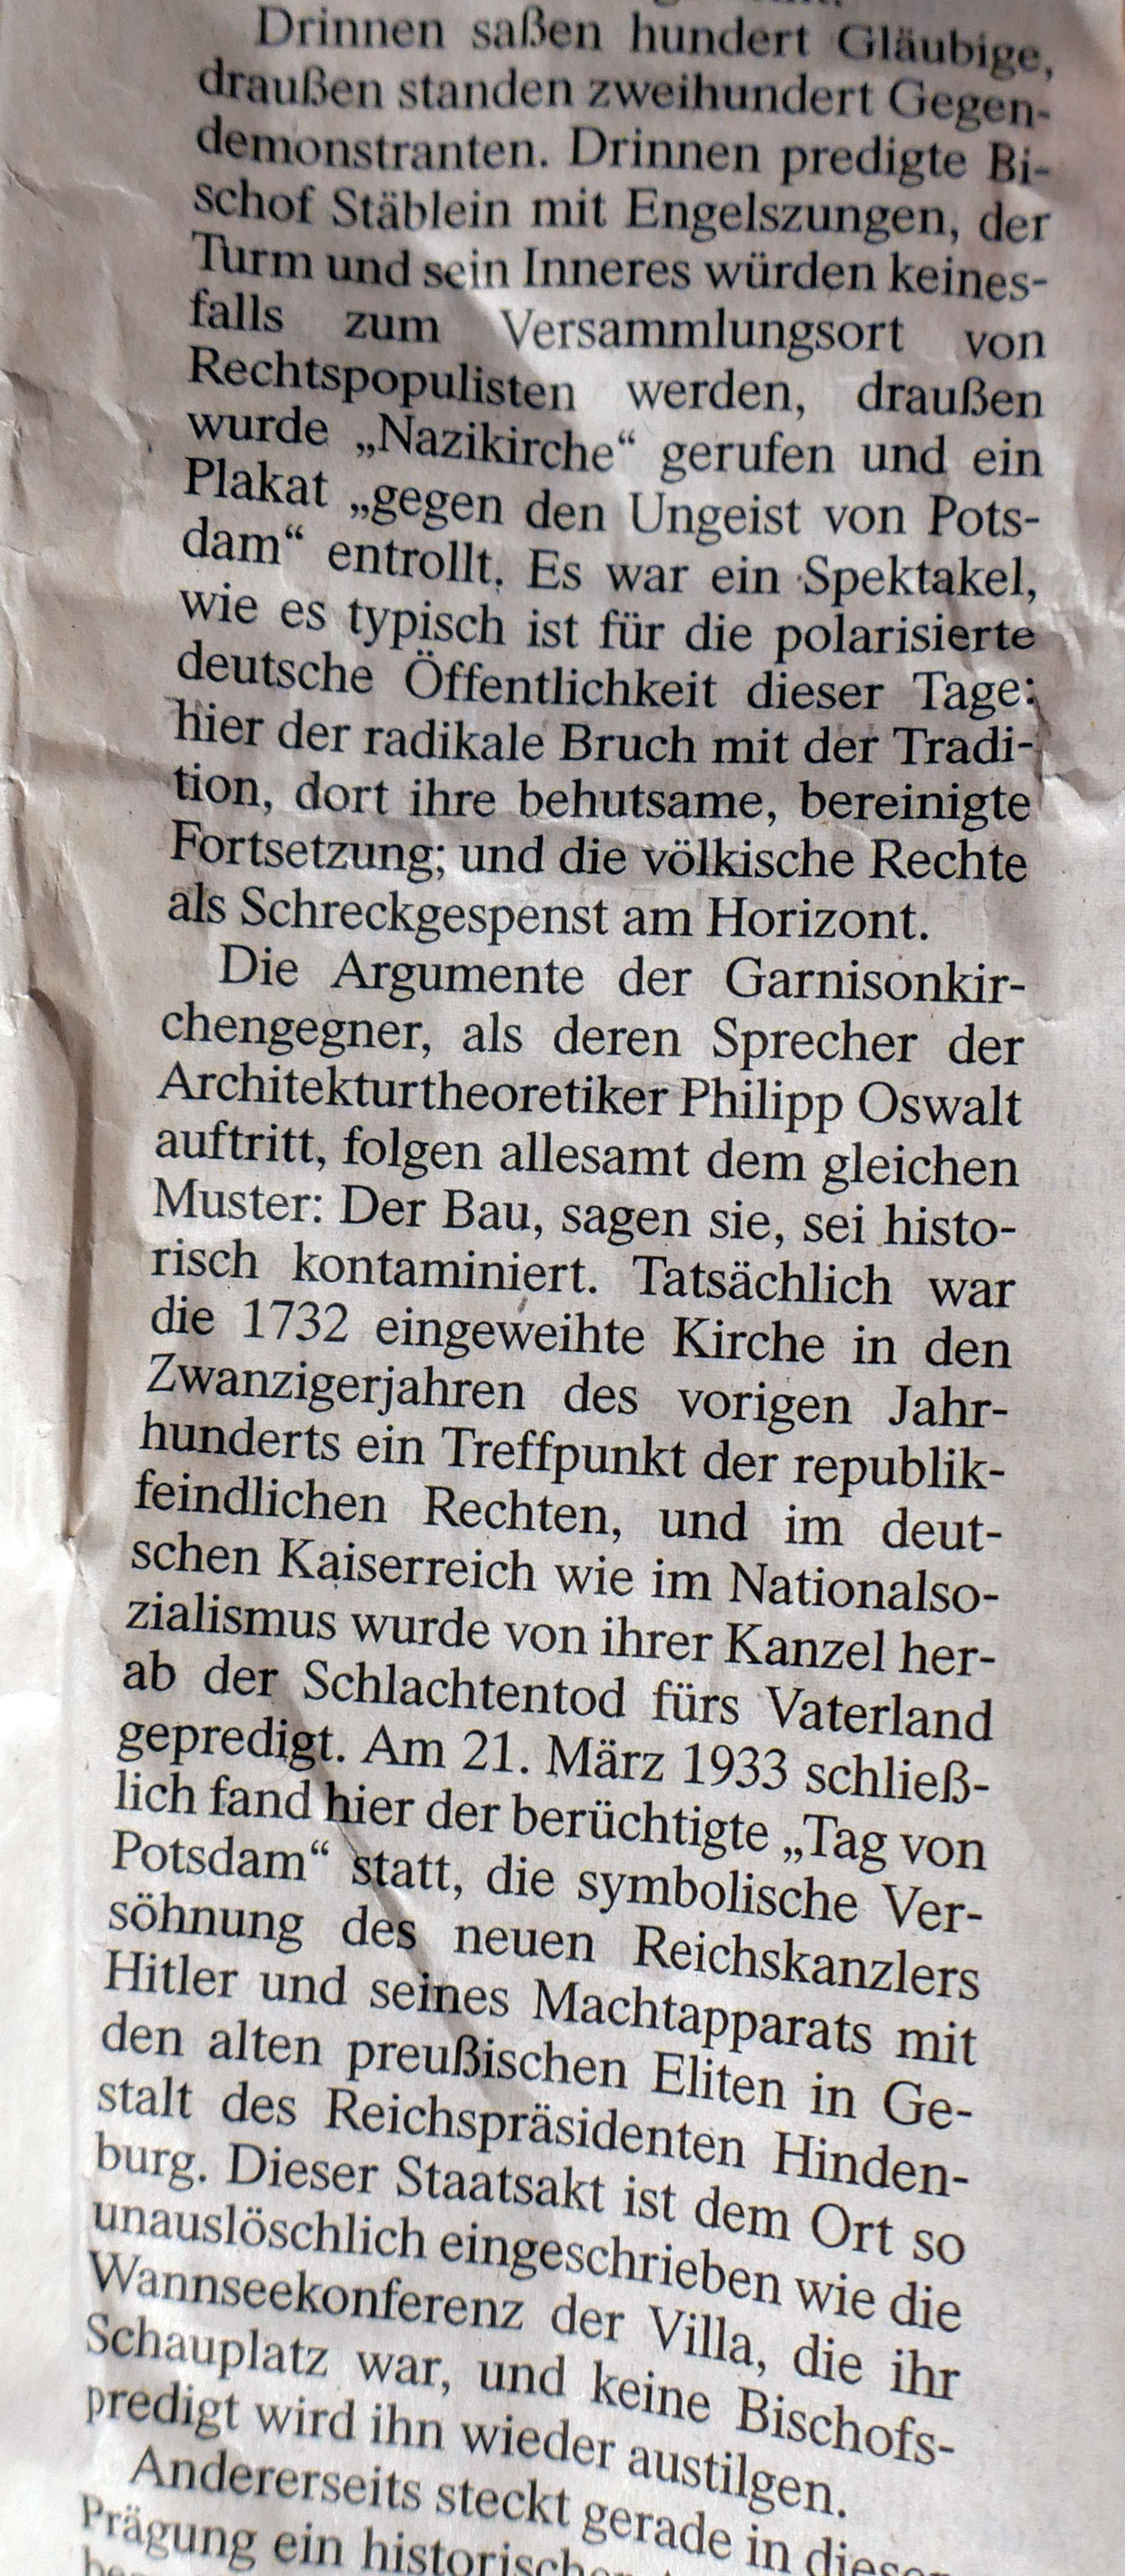 Drinnen saßen hundert Gläubige,
draußen standen zweihundert Gegen-
demonstranten. Drinnen predigte Bi-
schof Stäblein mit Engelszungen, der
Turm und sein Inneres würden keines-
falls zum Versammlungsort von
Rechtspopulisten werden, draußen
wurde „Nazikirche“ gerufen und ein
Plakat „gegen den Ungeist von Pots-
dam“ entrollt. Es war ein Spektakel,
wie es typisch ist für die polarisierte
deutsche Öffentlichkeit dieser Tage:
hier der radikale Bruch mit der Tradi-
tion, dort ihre behutsame, bereinigte
Fortsetzung; und die völkische Rechte
als Schreckgespenst am Horizont.
Die Argumente der Garnisonkir-
chengegner, als deren Sprecher der
Architekturtheoretiker Philipp Oswalt
auftritt, folgen allesamt dem gleichen
Muster: Der Bau, sagen sie, sei histo-
risch kontaminiert. Tatsächlich war
die 1732 eingeweihte Kirche in den
Zwanzigerjahren des vorigen Jahr-
hunderts ein Treffpunkt der republik-
feindlichen Rechten, und im deut-
schen Kaiserreich wie im Nationalso-
zialismus wurde von ihrer Kanzel her-
ab der Schlachtentod fürs Vaterland
gepredigt. Am 21. März 1933 schließ-
lich fand hier der berüchtigte „Tag von
Potsdam“ statt, die symbolische Ver-
söhnung des neuen Reichskanzlers
Hitler und seines Machtapparats mit
den alten preußischen Eliten in Ge-
stalt des Reichspräsidenten Hinden-
burg. Dieser Staatsakt ist dem Ort so
unauslöschlich eingeschrieben wie die
Wannseekonferenz der Villa, die ihr
Schauplatz war, und keine Bischofs-
predigt wird ihn wieder austilgen.
Andererseits steckt gerade in dieser
Prägung ein historischer